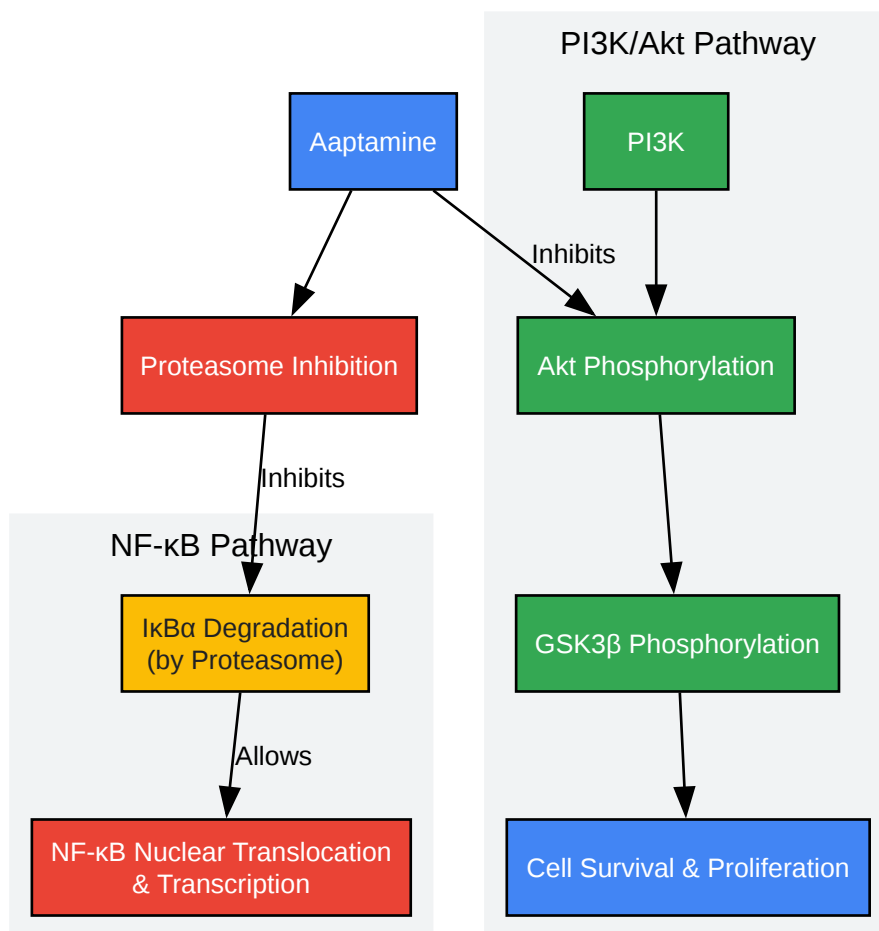 PI3K/Akt Pathway
Aaptamine
PI3K
Inhibits
Proteasome Inhibition
Akt Phosphorylation
Inhibits
NF-κB Pathway
IκBα Degradation
(by Proteasome)
GSK3β Phosphorylation
Allows
NF-κB Nuclear Translocation
& Transcription
Cell Survival & Proliferation